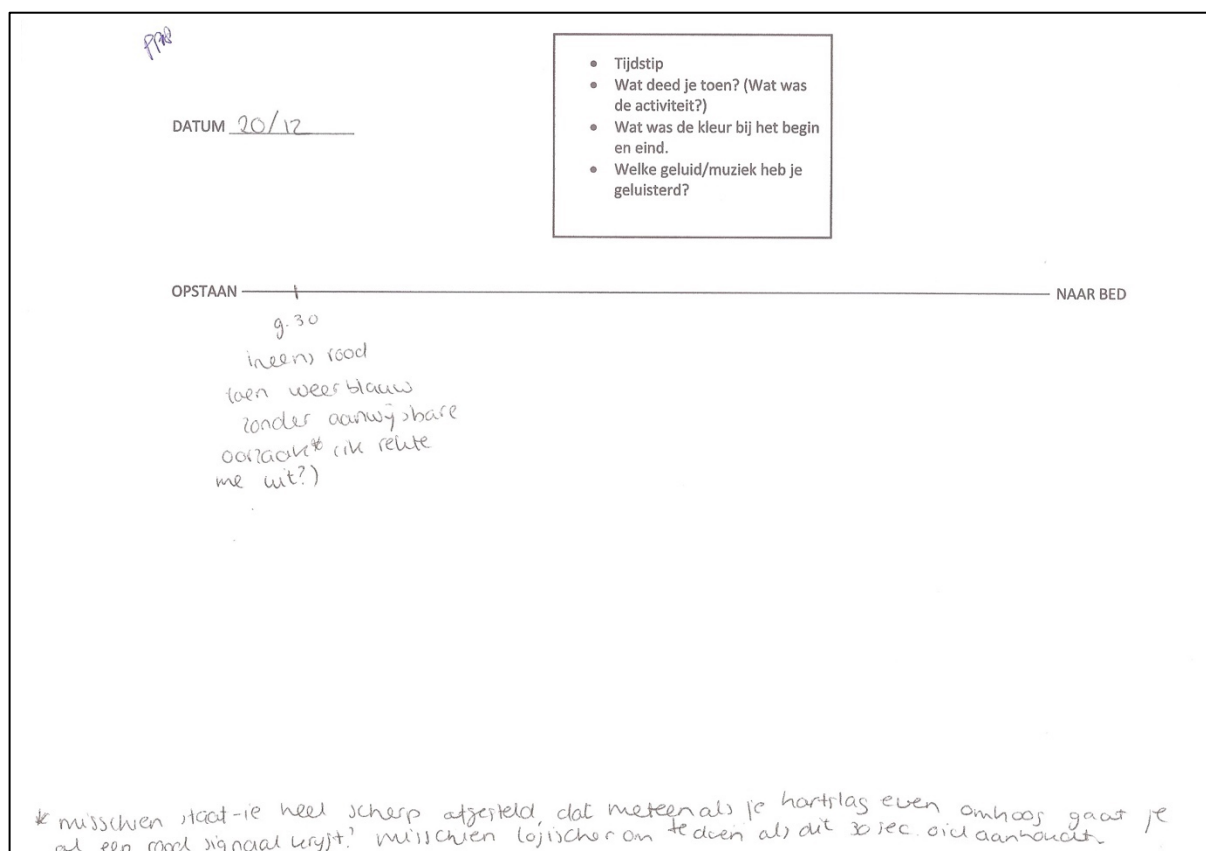 DATUM 20/12
• Tijdstip
• Wat deed je toen? (Wat was
de activiteit?)
• Wat was de kleur bij het begin
en eind.
• Welke geluid/muziek heb je
geluisterd?
OPSTAAN NAAR BED
9.30
ineens rood
toen weer blauw
zonder aanwijsbare
oorzaak* (ik rekte
me uit?)
* misschien staat-ie heel scherp afgesteld, dat meteen als je hartslag even omhoog gaat je
al een rood signaal krijgt? misschien logischer om te doen als dit 30 sec. oid aanhoudt.